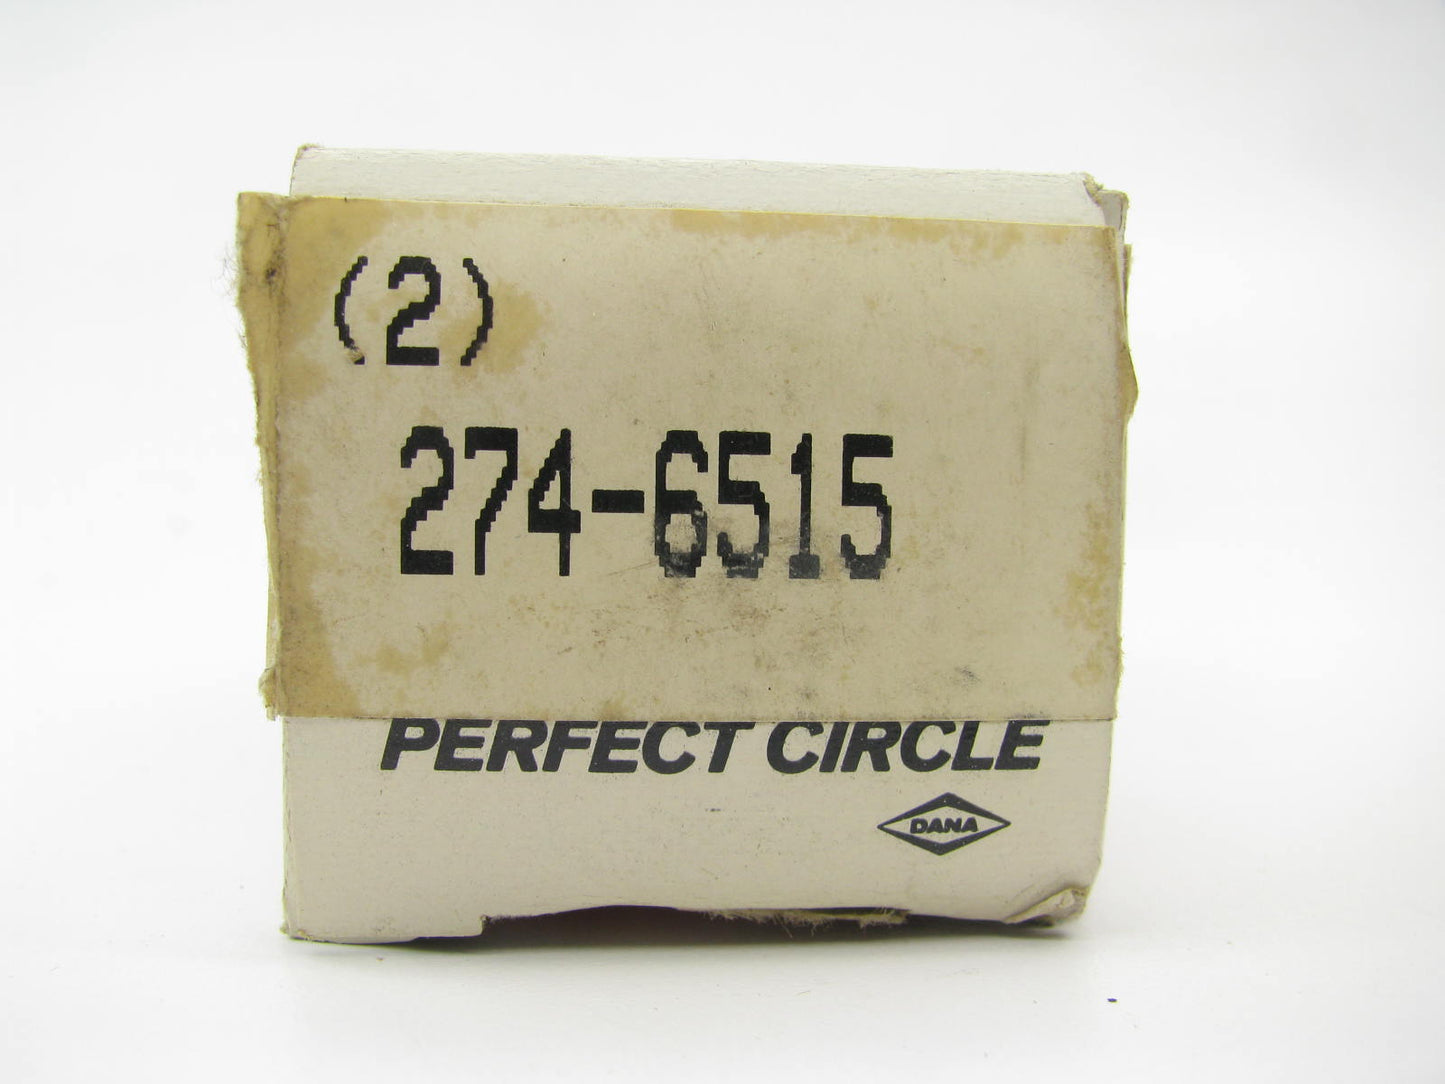 (2)
274-6515
PERFECT CIRCLE
DANA